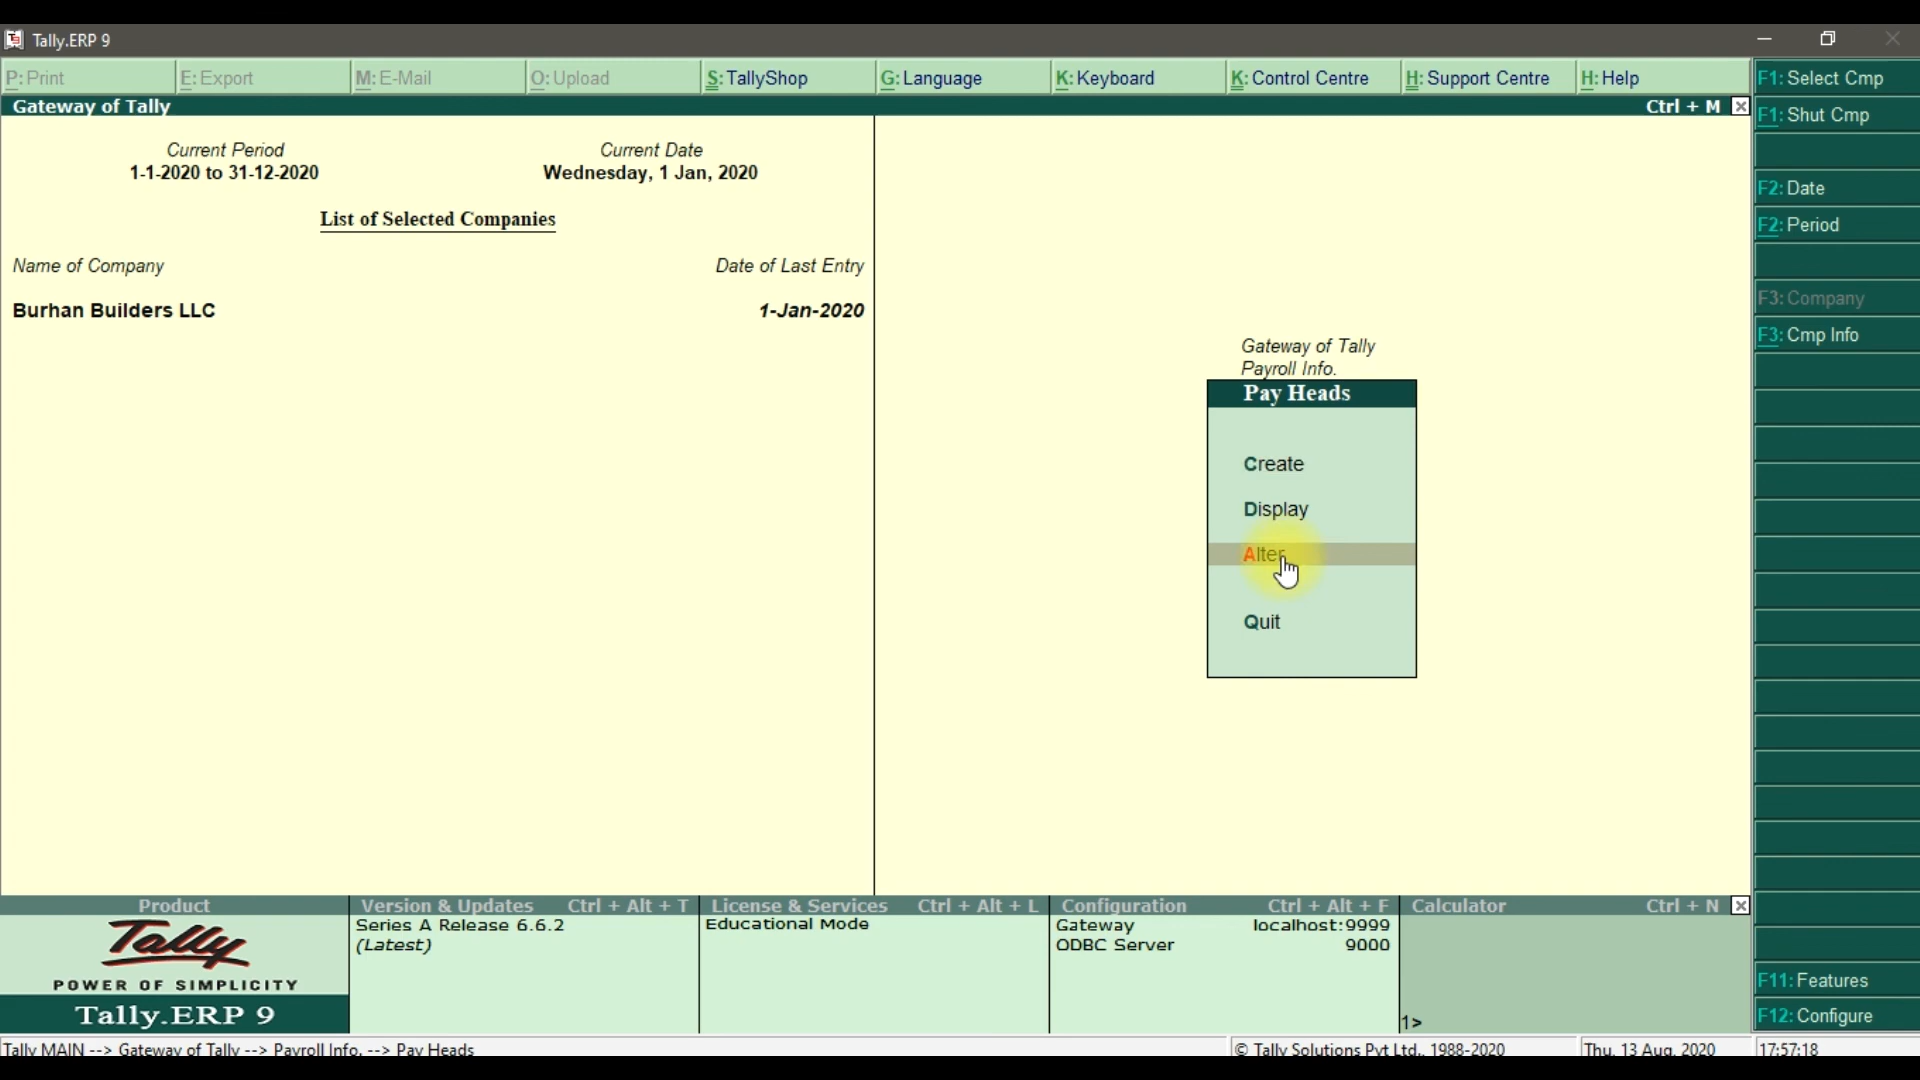 Tally.ERP 9
P: Print E: Export M: E-Mail O: Upload S: TallyShop G: Language K: Keyboard K: Control Centre H: Support Centre H: Help
F1: Select Cmp
Gateway of Tally Ctrl + M
F1: Shut Cmp
Current Period Current Date
1-1-2020 to 31-12-2020 Wednesday, 1 Jan, 2020
F2: Date
List of Selected Companies
F2: Period
Name of Company Date of Last Entry
F3: Company
Burhan Builders LLC 1-Jan-2020
F3: Cmp Info
Gateway of Tally
Payroll Info.
Pay Heads
Create
Display
Alter
Quit
Product
Tally
POWER OF SIMPLICITY
Tally.ERP 9
Version & Updates Ctrl + Alt + T
Series A Release 6.6.2
(Latest)
License & Services Ctrl + Alt + L
Educational Mode
Configuration Ctrl + Alt + F
Gateway localhost:9999
ODBC Server 9000
Calculator Ctrl + N
1>
F11: Features
F12: Configure
Tally MAIN --> Gateway of Tally --> Payroll Info. --> Pay Heads © Tally Solutions Pvt Ltd., 1988-2020 Thu, 13 Aug, 2020 17:57:18